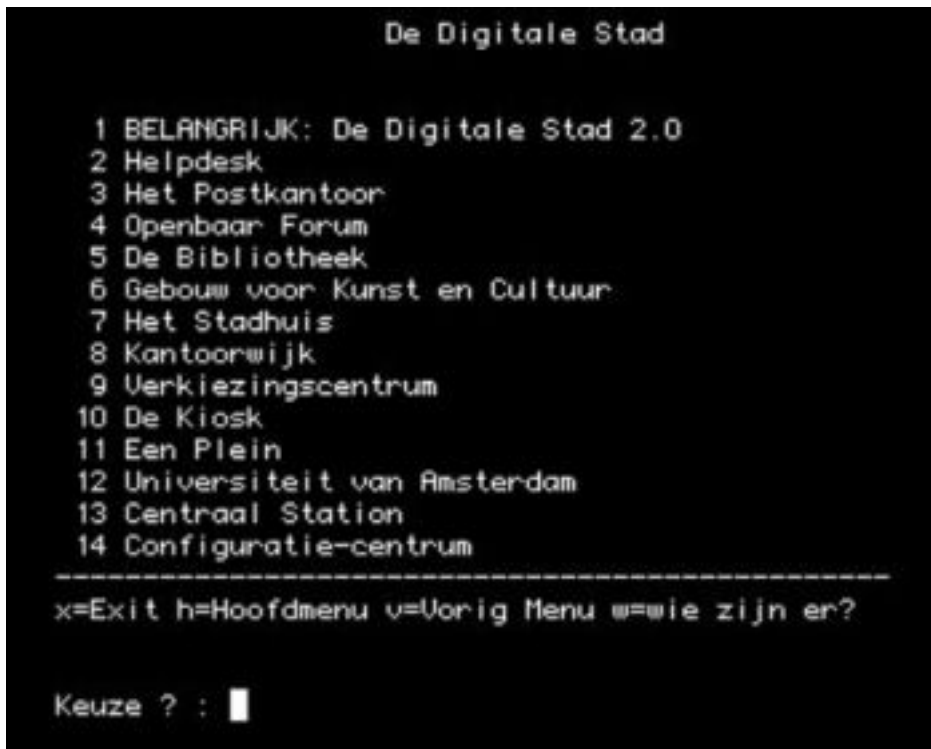 De Digitale Stad
1 BELANGRIJK: De Digitale Stad 2.0
2 Helpdesk
3 Het Postkantoor
4 Openbaar Forum
5 De Bibliotheek
6 Gebouw voor Kunst en Cultuur
7 Het Stadhuis
8 Kantoorwijk
9 Verkiezingscentrum
10 De Kiosk
11 Een Plein
12 Universiteit van Amsterdam
13 Centraal Station
14 Configuratie-centrum
------------------------------------------------
x=Exit h=Hoofdmenu v=Vorig Menu w=wie zijn er?
Keuze ? :